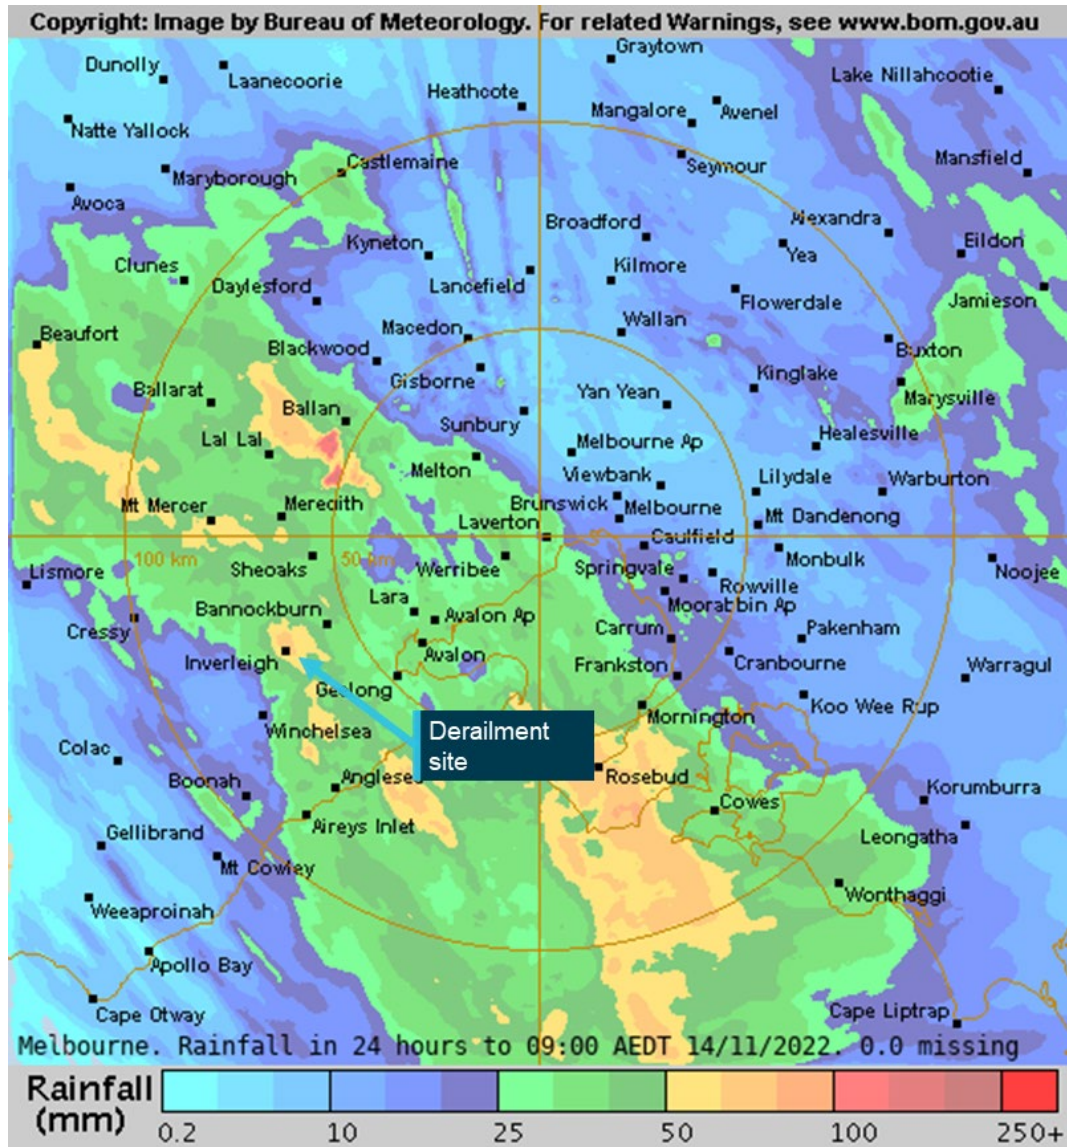 Copyright: Image by Bureau of Meteorology. For related Warnings, see www.bom.gov.au
Graytown
Dunolly
Laanecoorie
Lake Nillahcootie
Heathcote
Mangalore
Avenel
Natte Yallock
Castlemaine
Seymour
Mansfield
Maryborough
Avoca
Broadford
Alexandra
Kyneton
Yea
Eildon
Clunes
Kilmore
Daylesford
Lancefield
Flowerdale
Jamieson
Beaufort
Macedon
Wallan
Blackwood
Buxton
Gisborne
Kinglake
Ballarat
Yan Yean
Marysville
Ballan
Sunbury
Lal Lal
Melbourne Ap
Healesville
Melton
Viewbank
Lilydale
Warburton
Mt Mercer
Meredith
Brunswick
Melbourne
Laverton
Mt Dandenong
Caulfield
100 km
50 km
Monbulk
Lismore
Sheoaks
Werribee
Springvale
Rowville
Noojee
Lara
Moorabbin Ap
Bannockburn
Avalon Ap
Cressy
Carrum
Pakenham
Inverleigh
Avalon
Cranbourne
Geelong
Frankston
Warragul
Koo Wee Rup
Winchelsea
Mornington
Derailment
site
Colac
Boonah
Anglesea
Rosebud
Korumburra
Cowes
Aireys Inlet
Gellibrand
Leongatha
Mt Cowley
Weeaproinah
Wonthaggi
Apollo Bay
Cape Otway
Cape Liptrap
Melbourne. Rainfall in 24 hours to 09:00 AEDT 14/11/2022. 0.0 missing
Rainfall
(mm)
0.2 10 25 50 100 250+